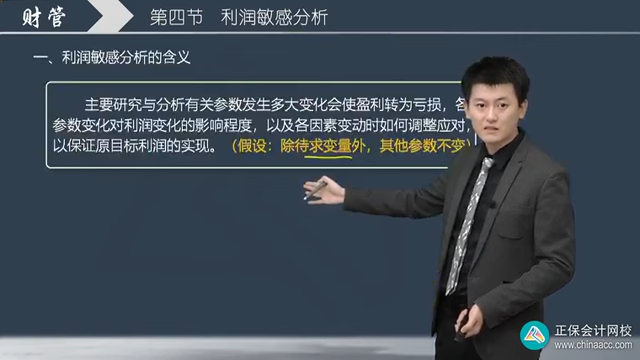 财管
第四节 利润敏感分析
一、利润敏感分析的含义
主要研究与分析有关参数发生多大变化会使盈利转为亏损，各
参数变化对利润变化的影响程度，以及各因素变动时如何调整应对，
以保证原目标利润的实现。（假设：除待求变量外，其他参数不变）
正保会计网校
www.chinaacc.com